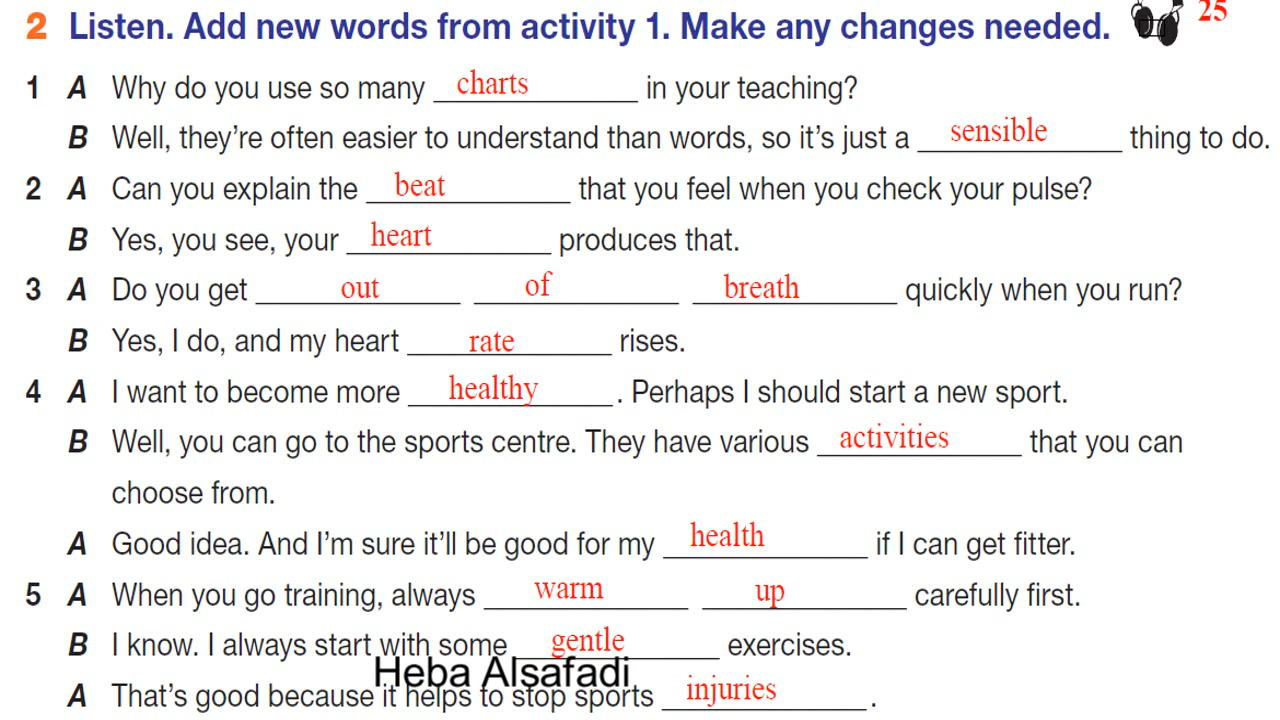 2 Listen. Add new words from activity 1. Make any changes needed. 25
1 A Why do you use so many charts in your teaching?
B Well, they're often easier to understand than words, so it's just a sensible thing to do.
2 A Can you explain the beat that you feel when you check your pulse?
B Yes, you see, your heart produces that.
3 A Do you get out of breath quickly when you run?
B Yes, I do, and my heart rate rises.
4 A I want to become more healthy. Perhaps I should start a new sport.
B Well, you can go to the sports centre. They have various activities that you can
choose from.
A Good idea. And I'm sure it'll be good for my health if I can get fitter.
5 A When you go training, always warm up carefully first.
B I know. I always start with some gentle exercises.
Heba Alsafadi
A That's good because it helps to stop sports injuries.